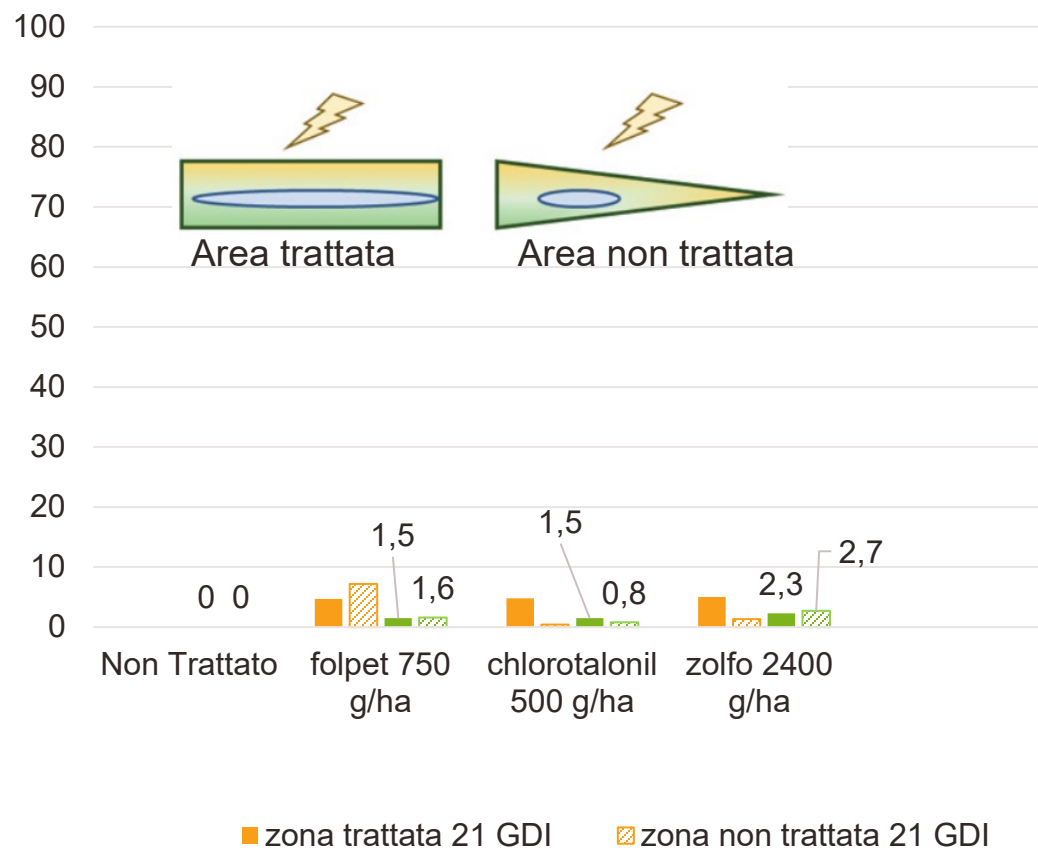 100
90
80
70
60
50
40
30
20
10
0
Area trattata
Area non trattata
0 0
1,5
1,6
1,5
0,8
2,3
2,7
Non Trattato
folpet 750
g/ha
chlorotalonil
500 g/ha
zolfo 2400
g/ha
zona trattata 21 GDI
zona non trattata 21 GDI